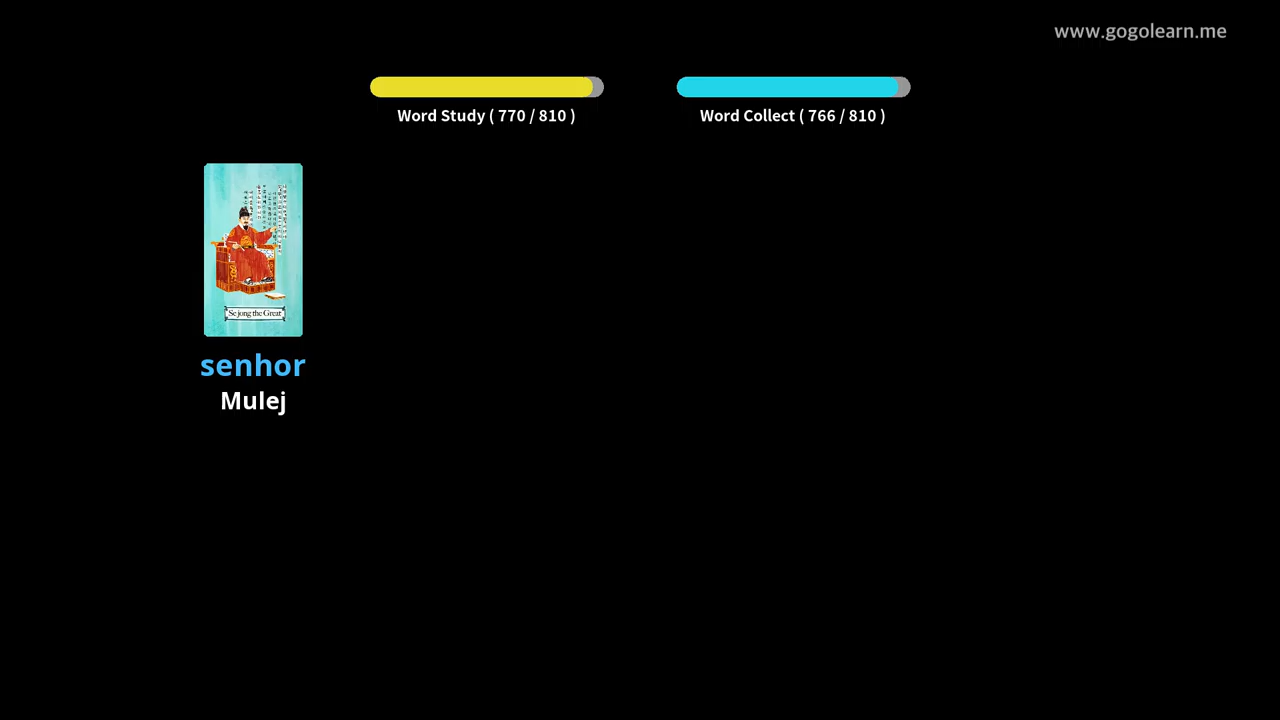 www.gogolearn.me
Word Study ( 770 / 810 )
Word Collect ( 766 / 810 )
Sejong the Great
senhor
Mulej